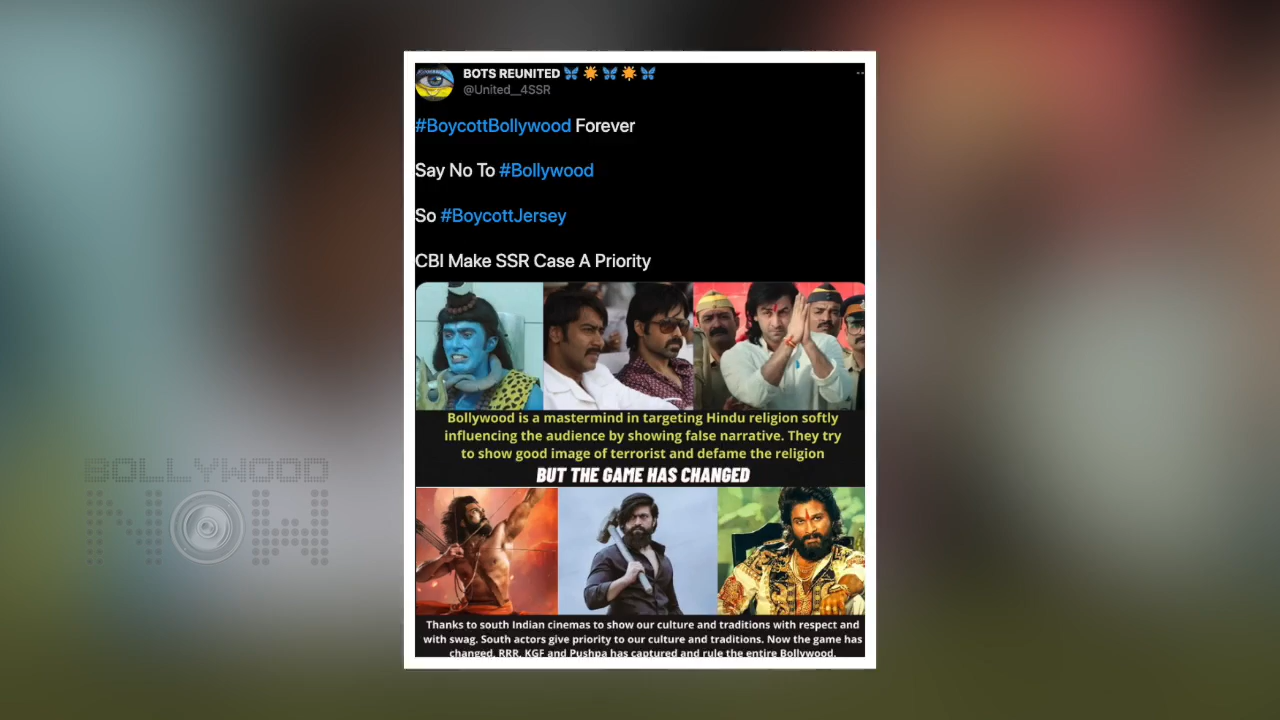 BOTS REUNITED
@United__4SSR
#BoycottBollywood Forever
Say No To #Bollywood
So #BoycottJersey
CBI Make SSR Case A Priority
Bollywood is a mastermind in targeting Hindu religion softly
influencing the audience by showing false narrative. They try
to show good image of terrorist and defame the religion
BUT THE GAME HAS CHANGED
Thanks to south Indian cinemas to show our culture and traditions with respect and
with swag. South actors give priority to our culture and traditions. Now the game has
changed. RRR, KGF and Pushpa has captured and rule the entire Bollywood.
BOLLYWOOD
NOW